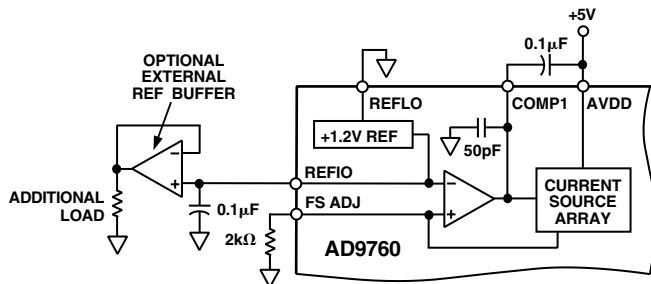 +5V
0.1µF
OPTIONAL
EXTERNAL
REF BUFFER
REFLO
COMP1
AVDD
+1.2V REF
50pF
−
+
REFIO
ADDITIONAL
LOAD
0.1µF
FS ADJ
−
+
CURRENT
SOURCE
ARRAY
2kΩ
AD9760